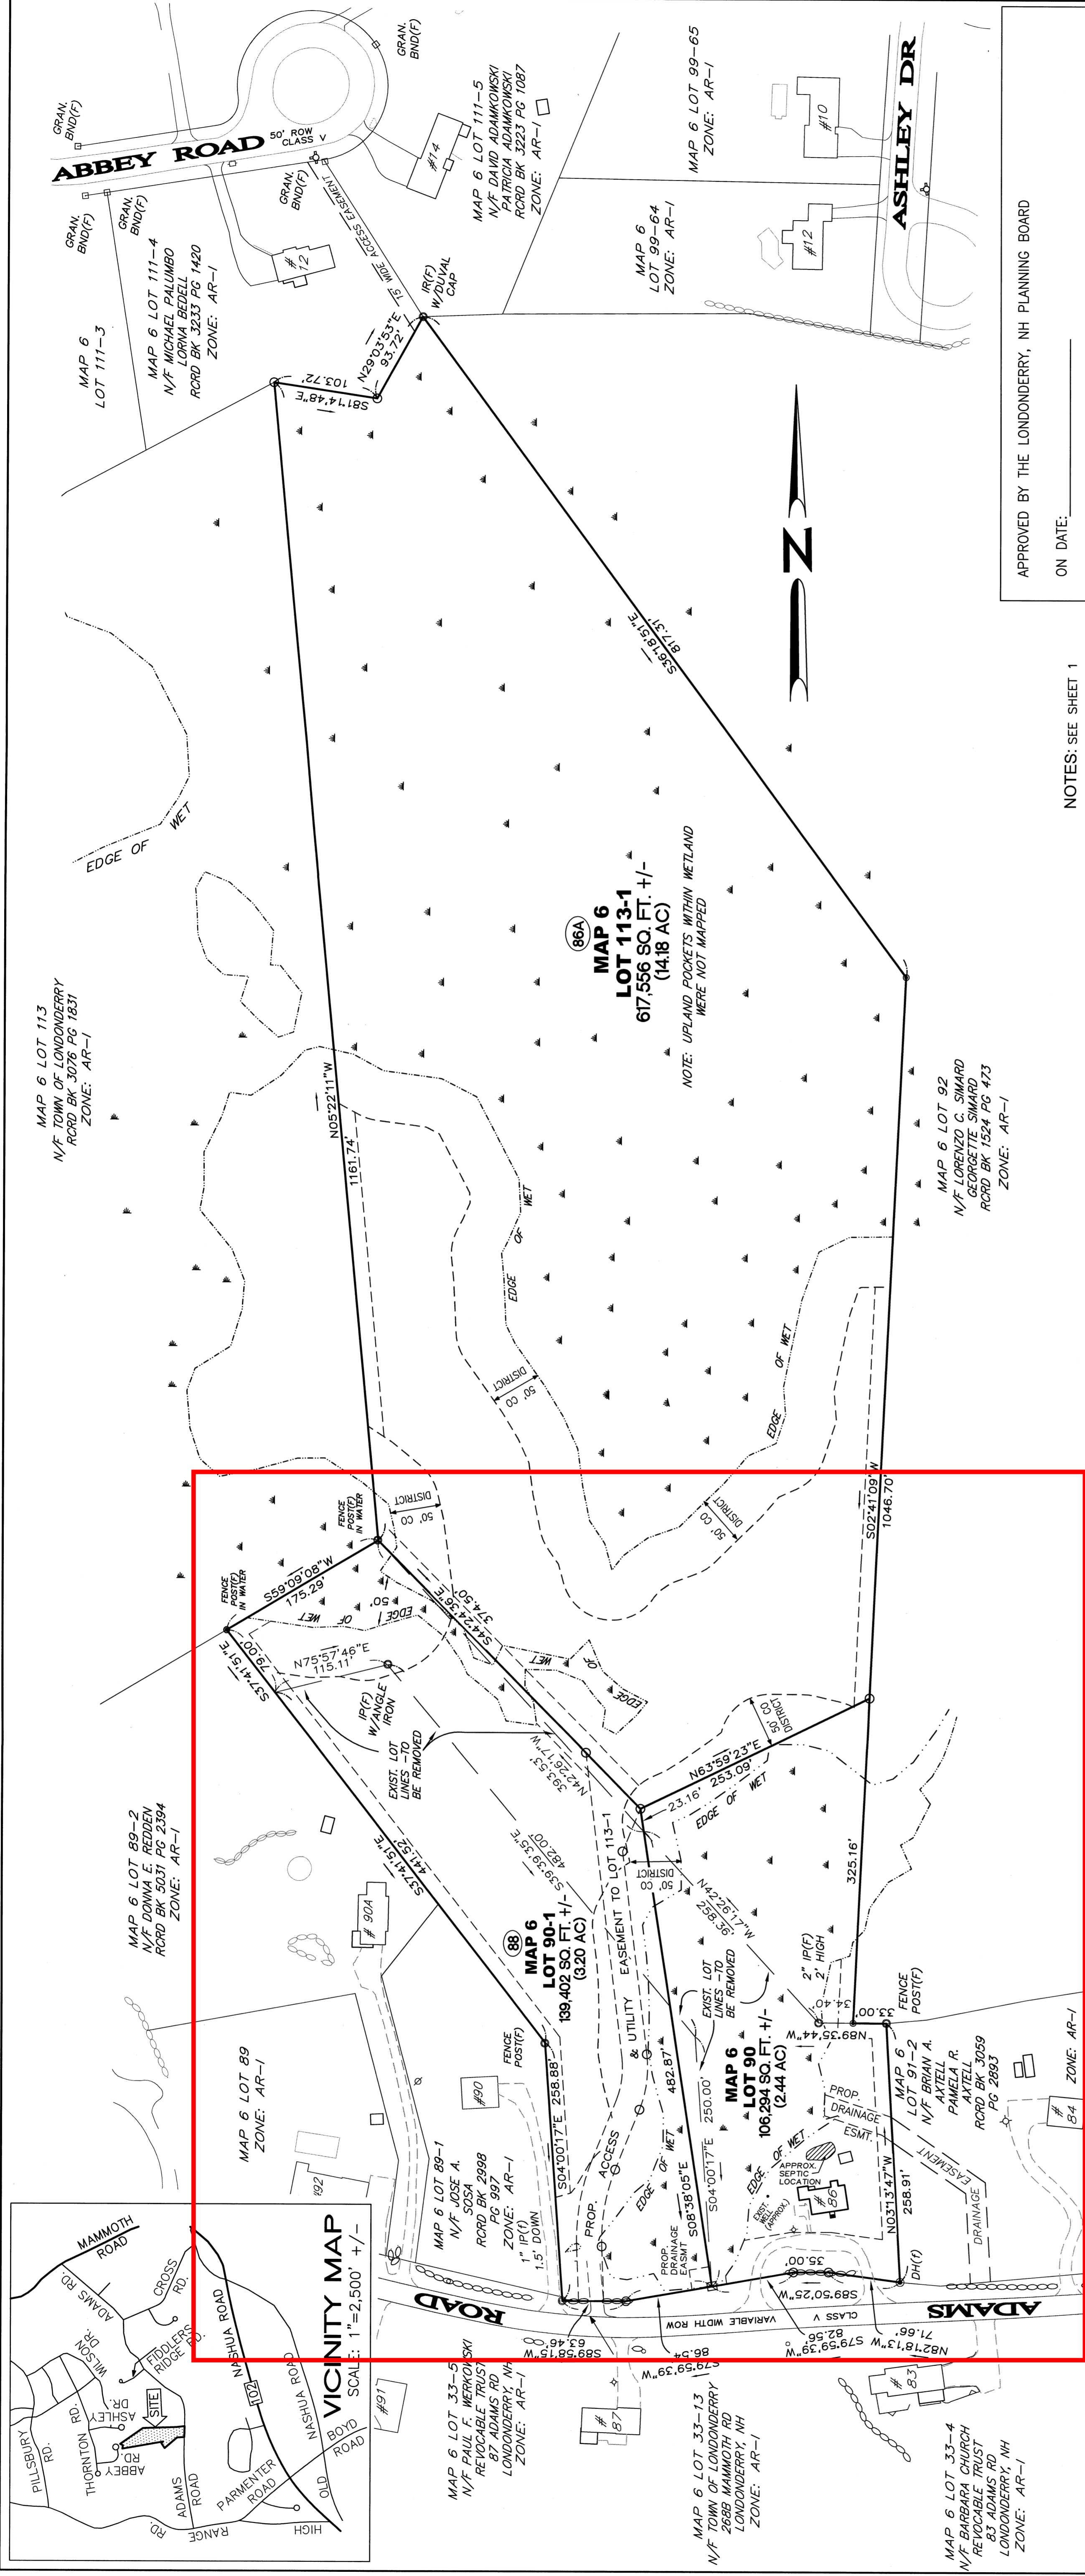 ABBEY ROAD
50' ROW
CLASS V
GRAN.
BND(F)
GRAN.
BND(F)
GRAN.
BND(F)
GRAN.
BND(F)
GRAN.
BND(F)
MAP 6
LOT 111-3
MAP 6 LOT 111-4
N/F MICHAEL PALUMBO
LORNA BEDELL
RCRD BK 3233 PG 1420
ZONE: AR-1
#
12
#14
15' WIDE ACCESS EASEMENT
IR(F)
W/DUVAL
CAP
MAP 6 LOT 111-5
N/F DAVID ADAMKOWSKI
PATRICIA ADAMKOWSKI
RCRD BK 3223 PG 1087
ZONE: AR-1
MAP 6 LOT 99-65
ZONE: AR-1
MAP 6
LOT 99-64
ZONE: AR-1
#10
#12
ASHLEY DR
N29°03'53"E
93.72'
S81°14'48"E
103.72'
N
S36°18'51"E
817.31'
APPROVED BY THE LONDONDERRY, NH PLANNING BOARD
ON DATE:
NOTES: SEE SHEET 1
EDGE OF WET
MAP 6 LOT 113
N/F TOWN OF LONDONDERRY
RCRD BK 3076 PG 1831
ZONE: AR-1
N05°22'11"W
1161.74'
86A
MAP 6
LOT 113-1
617,556 SQ. FT. +/-
(14.18 AC)
NOTE: UPLAND POCKETS WITHIN WETLAND
WERE NOT MAPPED
MAP 6 LOT 92
N/F LORENZO C. SIMARD
GEORGETTE SIMARD
RCRD BK 1524 PG 473
ZONE: AR-1
EDGE OF WET
50' CO
DISTRICT
EDGE OF WET
50' CO
DISTRICT
S02°41'09"W
1046.70'
50' CO
DISTRICT
FENCE
POST(F)
IN WATER
FENCE
POST(F)
IN WATER
S59°09'08"W
175.29'
S37°41'51"E
79.00'
N75°57'46"E
115.11'
IP(F)
W/ANGLE
IRON
EDGE OF WET
50'
S44°24'36"E
374.50'
EXIST. LOT
LINES -TO
BE REMOVED
N42°26'17"W
393.53'
EDGE OF WET
S39°39'35"E
482.00'
S37°41'51"E
441.52'
MAP 6 LOT 89-2
N/F DONNA E. REDDEN
RCRD BK 5031 PG 2394
ZONE: AR-1
# 90A
88
MAP 6
LOT 90-1
139,402 SQ. FT. +/-
(3.20 AC)
PROP. ACCESS & UTILITY EASEMENT TO LOT 113-1
N63°59'23"E
253.09'
23.16'
50' CO
DISTRICT
EDGE OF WET
50' CO
DISTRICT
N42°26'17"W
258.36'
325.16'
482.87'
S08°38'05"E
EXIST. LOT
LINES -TO
BE REMOVED
S04°00'17"E 250.00'
MAP 6
LOT 90
106,294 SQ. FT. +/-
(2.44 AC)
2" IP(F)
2' HIGH
34.40'
N89°35'44"W
33.00'
FENCE
POST(F)
MAP 6
LOT 91-2
N/F BRIAN A.
AXTELL
PAMELA R.
AXTELL
RCRD BK 3059
PG 2893
ZONE: AR-1
#
84
PROP.
DRAINAGE
ESMT.
DRAINAGE EASEMENT
N03°13'47"W
258.91'
DH(f)
APPROX.
SEPTIC
LOCATION
#
86
EXIST.
WELL
(APPROX.)
EDGE OF WET
EDGE OF WET
PROP.
DRAINAGE
EASMT
FENCE
POST(F)
S04°00'17"E 258.88'
#90
MAP 6 LOT 89
ZONE: AR-1
#92
MAP 6 LOT 89-1
N/F JOSE A.
SOSA
RCRD BK 2998
PG 997
ZONE: AR-1
1" IP(f)
1.5' DOWN
ADAMS ROAD
CLASS V VARIABLE WIDTH ROW
S89°58'15"W
63.46'
S79°59'39"W
86.54'
S79°59'39"W
82.56'
S89°50'25"W
35.00'
N82°18'13"W
71.66'
#91
#
87
#
83
MAP 6 LOT 33-5
N/F PAUL F. WERKOWSKI
REVOCABLE TRUST
87 ADAMS RD
LONDONDERRY, NH
ZONE: AR-1
MAP 6 LOT 33-13
N/F TOWN OF LONDONDERRY
268B MAMMOTH RD
LONDONDERRY, NH
ZONE: AR-1
MAP 6 LOT 33-4
N/F BARBARA CHURCH
REVOCABLE TRUST
83 ADAMS RD
LONDONDERRY, NH
ZONE: AR-1
VICINITY MAP
SCALE: 1"=2,500' +/-
PILLSBURY
RD.
THORNTON RD.
WILSON
DR.
ADAMS RD.
MAMMOTH
ROAD
CROSS
RD.
FIDDLERS
RIDGE RD.
ASHLEY
DR.
ABBEY
RD.
SITE
ADAMS
ROAD
NASHUA ROAD
102
PARMENTER
ROAD
HIGH RANGE RD.
OLD NASHUA ROAD
BOYD
ROAD